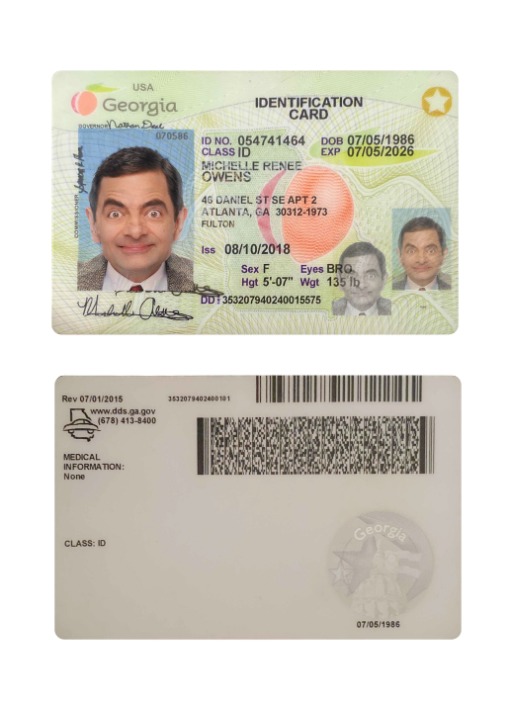 USA
Georgia
IDENTIFICATION
CARD
GOVERNOR Nathan Deal
070586
ID NO. 054741464 DOB 07/05/1986
CLASS ID EXP 07/05/2026
MICHELLE RENEE
OWENS
46 DANIEL ST SE APT 2
ATLANTA, GA 30312-1973
FULTON
COMMISSIONER
Iss 08/10/2018
Sex F Eyes BRO
Hgt 5'-07" Wgt 135 lb
DD: 353207940240015575
Rev 07/01/2015
3532079402400101
www.dds.ga.gov
(678) 413-8400
MEDICAL
INFORMATION:
None
CLASS: ID
Georgia
07/05/1986